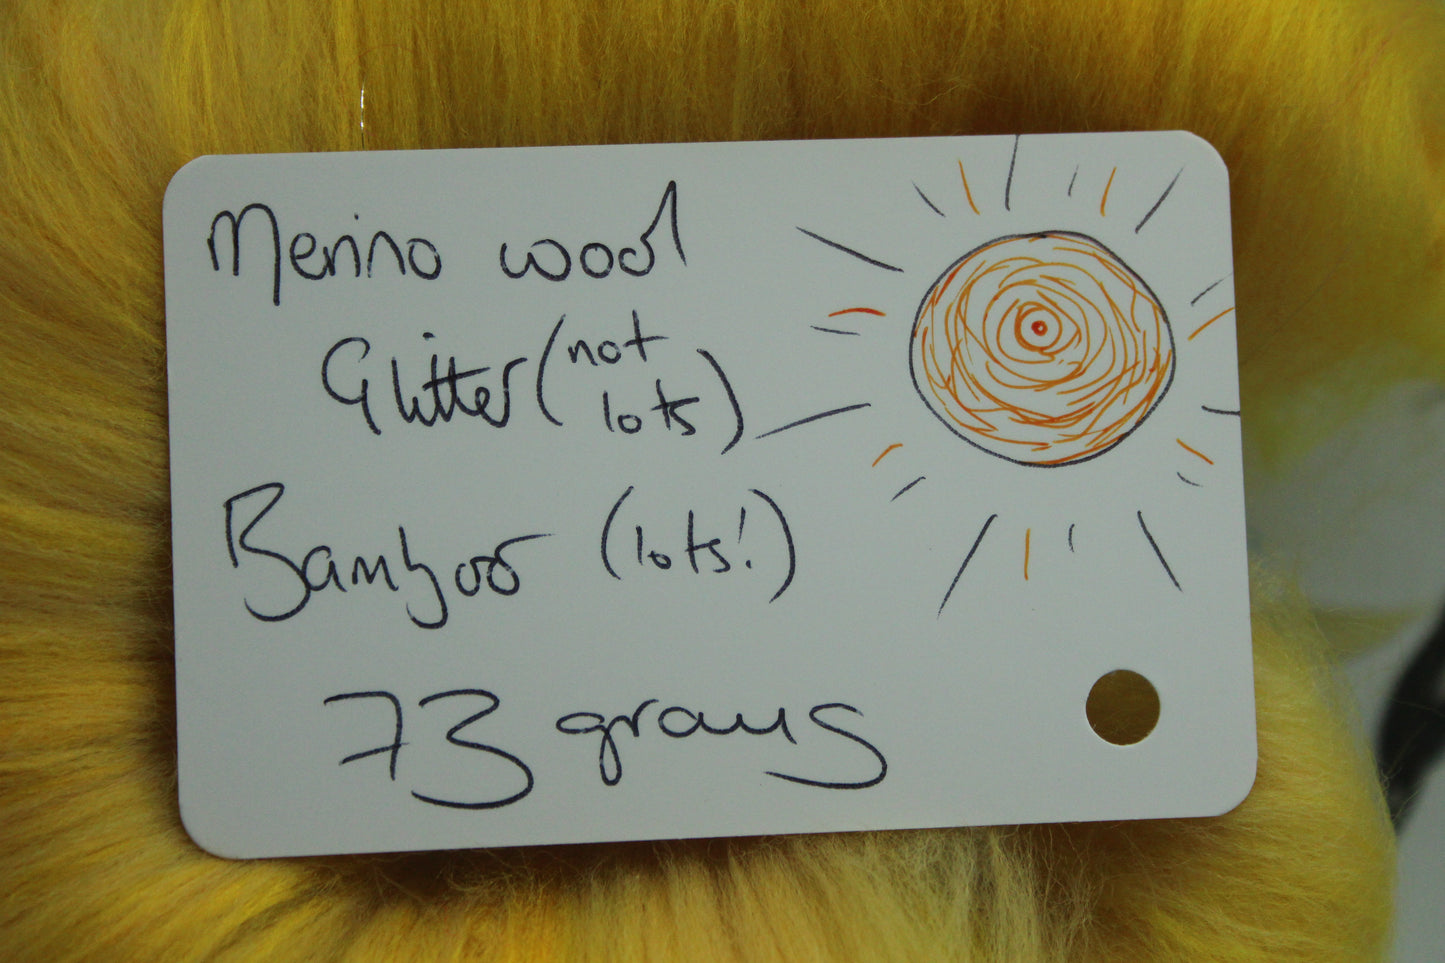 Merino wool
Glitter (not lots)
Bamboo (lots!)
73 grams